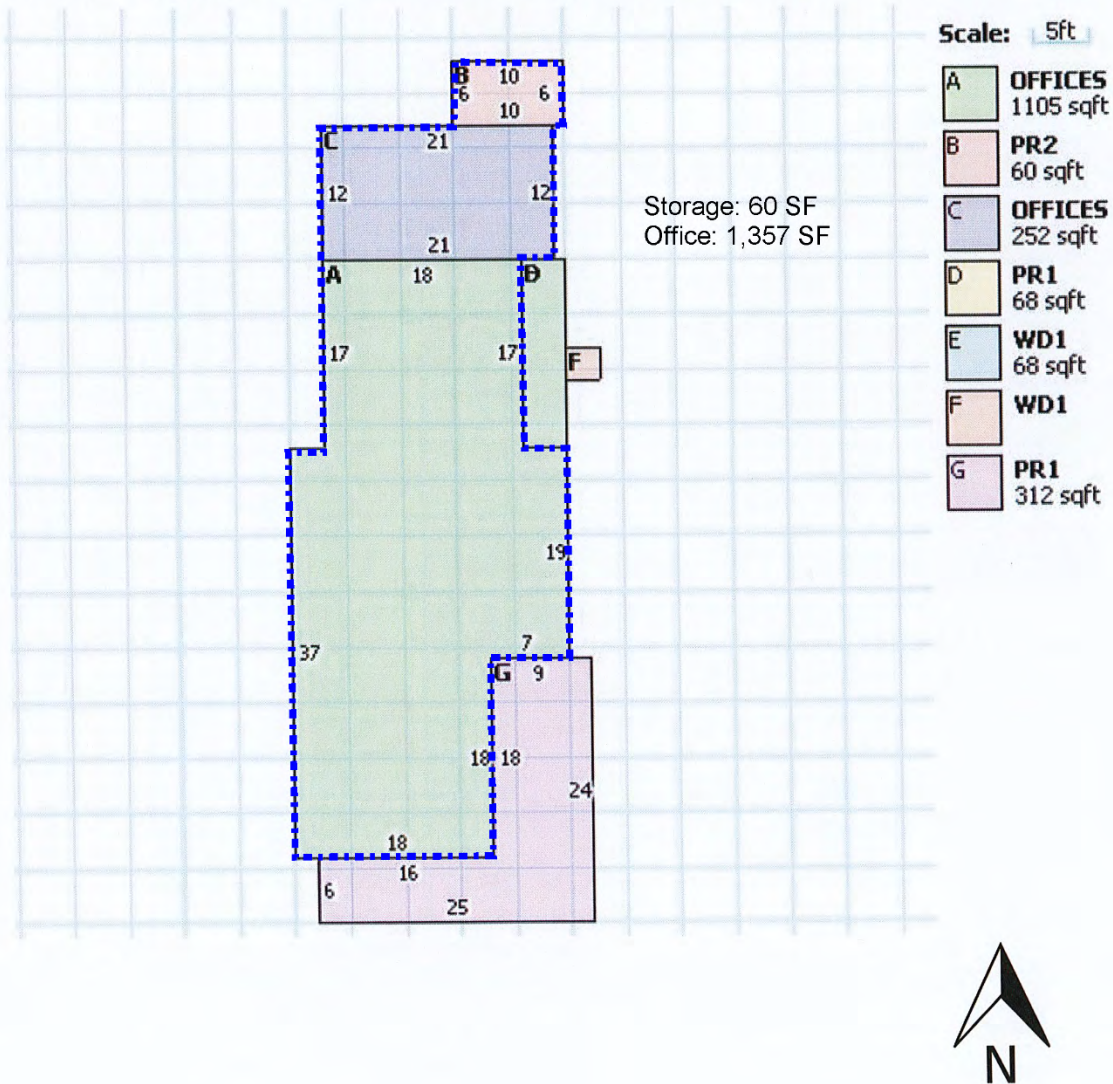 Scale: 5ft
A OFFICES
1105 sqft
B PR2
60 sqft
C OFFICES
252 sqft
D PR1
68 sqft
E WD1
68 sqft
F WD1
G PR1
312 sqft
Storage: 60 SF
Office: 1,357 SF
B 10
6 6
10
C 21
12 12
21
A 18 D
17 17
F
19
37
7
G 9
18 18
24
18
16
6
25
N